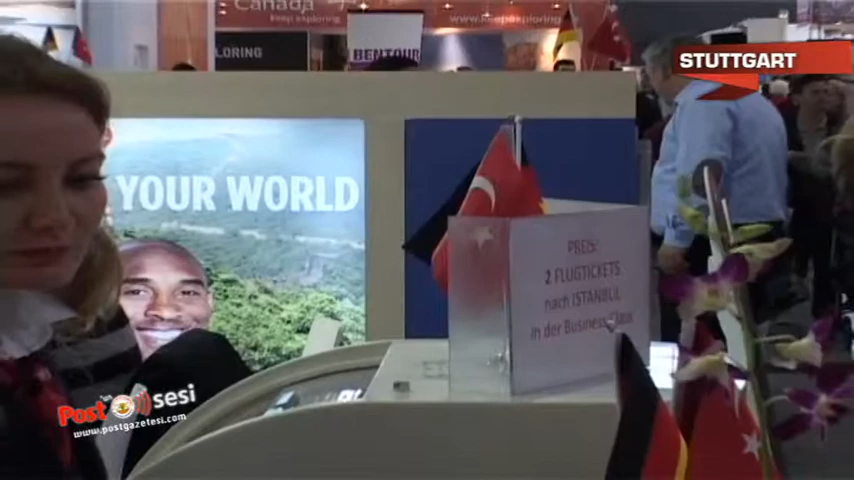 Canada
keep exploring
www.keepexploring
LORING
BENTOUR
STUTTGART
YOUR WORLD
PREIS:
2 FLUGTICKETS
nach ISTANBUL
in der Business Class
Post'un sesi
www.postgazetesi.com